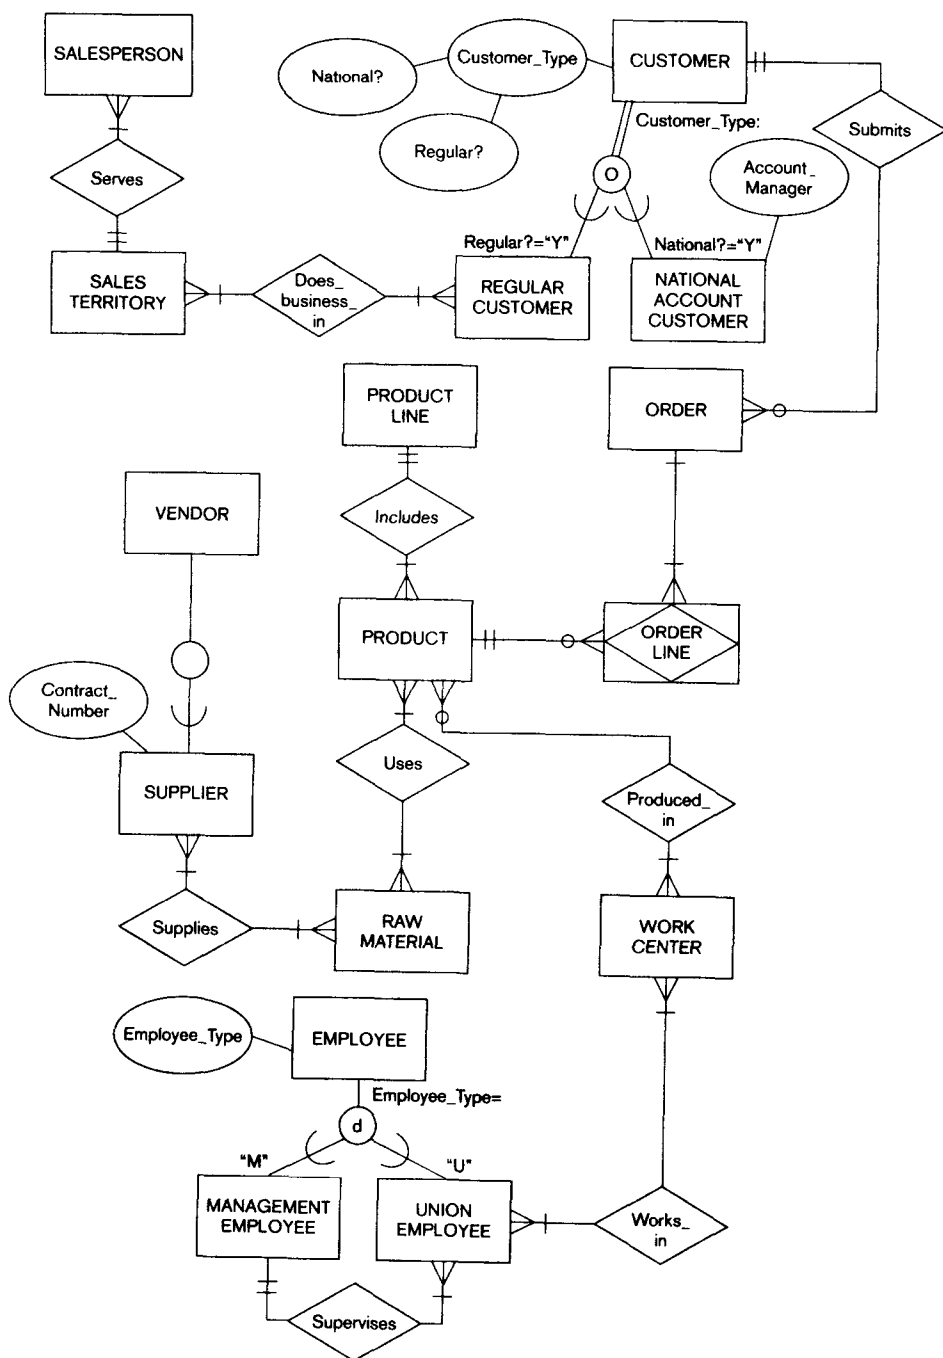 SALESPERSON
National?
Customer_Type
CUSTOMER
Regular?
Customer_Type:
Submits
Serves
O
Account_
Manager
Regular?="Y"
National?="Y"
SALES
TERRITORY
Does_
business_
in
REGULAR
CUSTOMER
NATIONAL
ACCOUNT
CUSTOMER
PRODUCT
LINE
ORDER
VENDOR
Includes
PRODUCT
ORDER
LINE
Contract_
Number
SUPPLIER
Uses
Produced_
in
Supplies
RAW
MATERIAL
WORK
CENTER
Employee_Type
EMPLOYEE
Employee_Type=
d
"M"
"U"
MANAGEMENT
EMPLOYEE
UNION
EMPLOYEE
Works_
in
Supervises